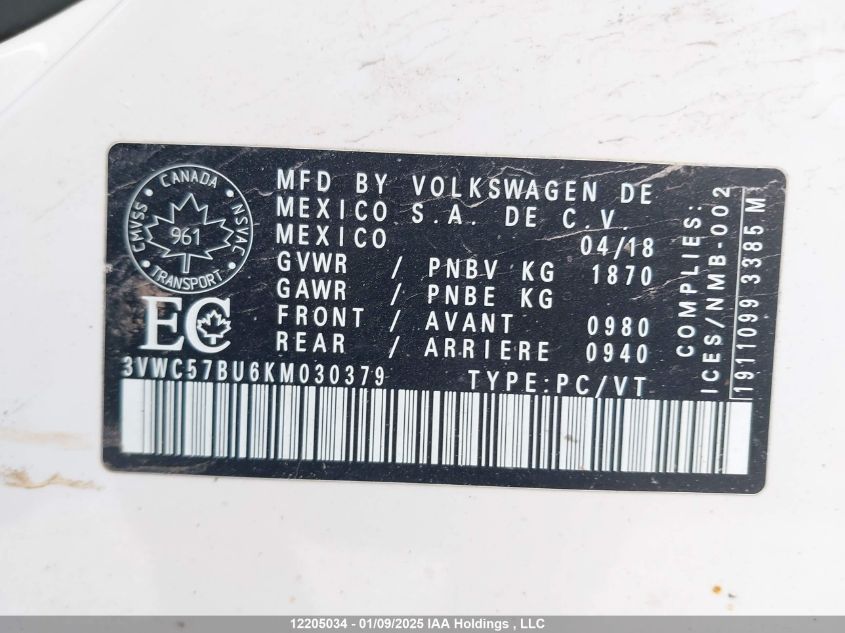 CANADA
CMVSS
NSVAC
961
TRANSPORT
EC
MFD BY VOLKSWAGEN DE
MEXICO S.A. DE C.V.
MEXICO 04/18
GVWR / PNBV KG 1870
GAWR / PNBE KG
FRONT / AVANT 0980
REAR / ARRIERE 0940
3VWC57BU6KM030379 TYPE:PC/VT
COMPLIES:
ICES/NMB-002
1911099 3385 M
12205034 - 01/09/2025 IAA Holdings , LLC